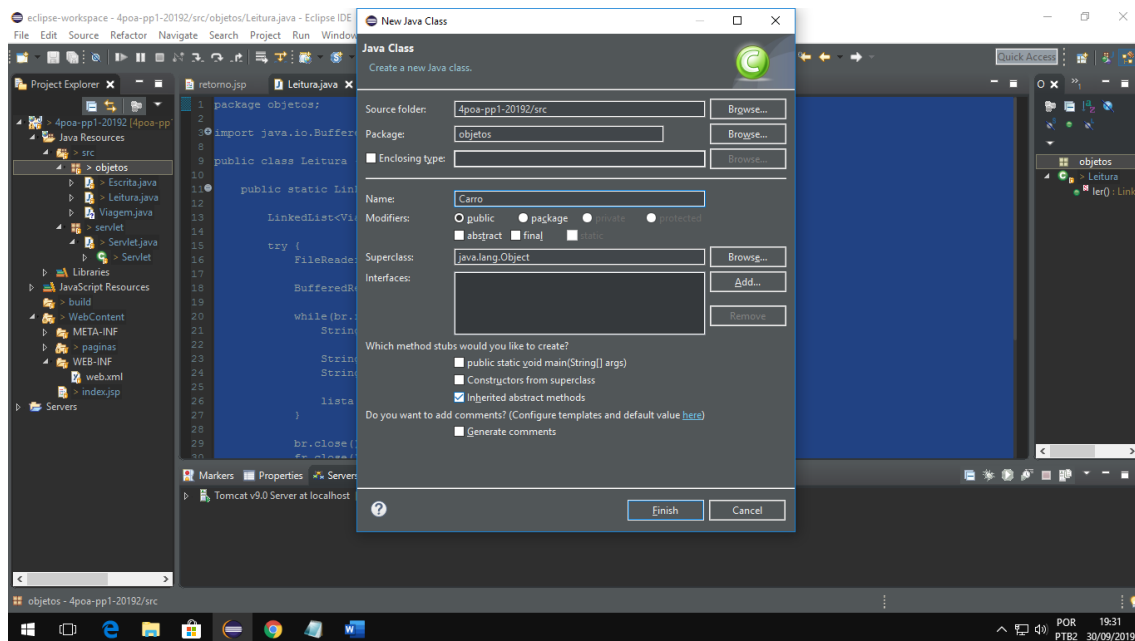 eclipse-workspace - 4poa-pp1-20192/src/objetos/Leitura.java - Eclipse IDE
File Edit Source Refactor Navigate Search Project Run Window
Quick Access
Project Explorer
> 4poa-pp1-20192 [4poa-pp
Java Resources
> src
> objetos
> Escrita.java
> Leitura.java
Viagem.java
> servlet
> Servlet.java
> Servlet
Libraries
JavaScript Resources
> build
> WebContent
META-INF
> paginas
WEB-INF
web.xml
> index.jsp
Servers
retorno.jsp
Leitura.java
1 package objetos;
2
3 import java.io.Buffere
8
9 public class Leitura
10
11 public static Lin
12
13 LinkedList<Via
14
15 try {
16 FileReade
17
18 BufferedRe
19
20 while(br.
21 Strin
22
23 Strin
24 Strin
25
26 lista
27 }
28
29 br.close(
30 fr.close(
New Java Class
Java Class
Create a new Java class.
Source folder: 4poa-pp1-20192/src Browse...
Package: objetos Browse...
Enclosing type: Browse...
Name: Carro
Modifiers: public package private protected
abstract final static
Superclass: java.lang.Object Browse...
Interfaces: Add...
Remove
Which method stubs would you like to create?
public static void main(String[] args)
Constructors from superclass
Inherited abstract methods
Do you want to add comments? (Configure templates and default value here)
Generate comments
Finish Cancel
objetos
> Leitura
ler() : Link
Markers Properties Servers
Tomcat v9.0 Server at localhost
objetos - 4poa-pp1-20192/src
POR 19:31
PTB2 30/09/2019